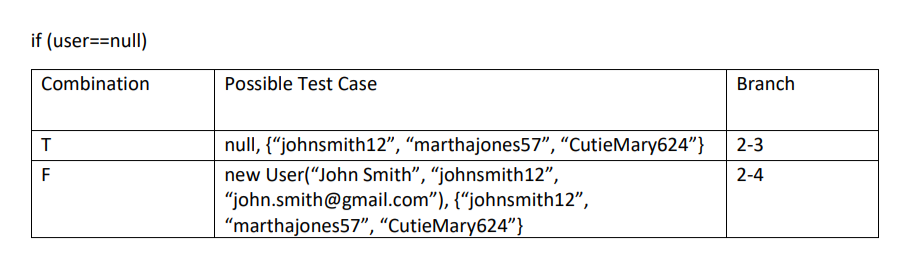 if (user==null)
Combination Possible Test Case Branch
T null, {“johnsmith12”, “marthajones57”, “CutieMary624”} 2-3
F new User(“John Smith”, “johnsmith12”, 2-4
“john.smith@gmail.com”), {“johnsmith12”,
“marthajones57”, “CutieMary624”}